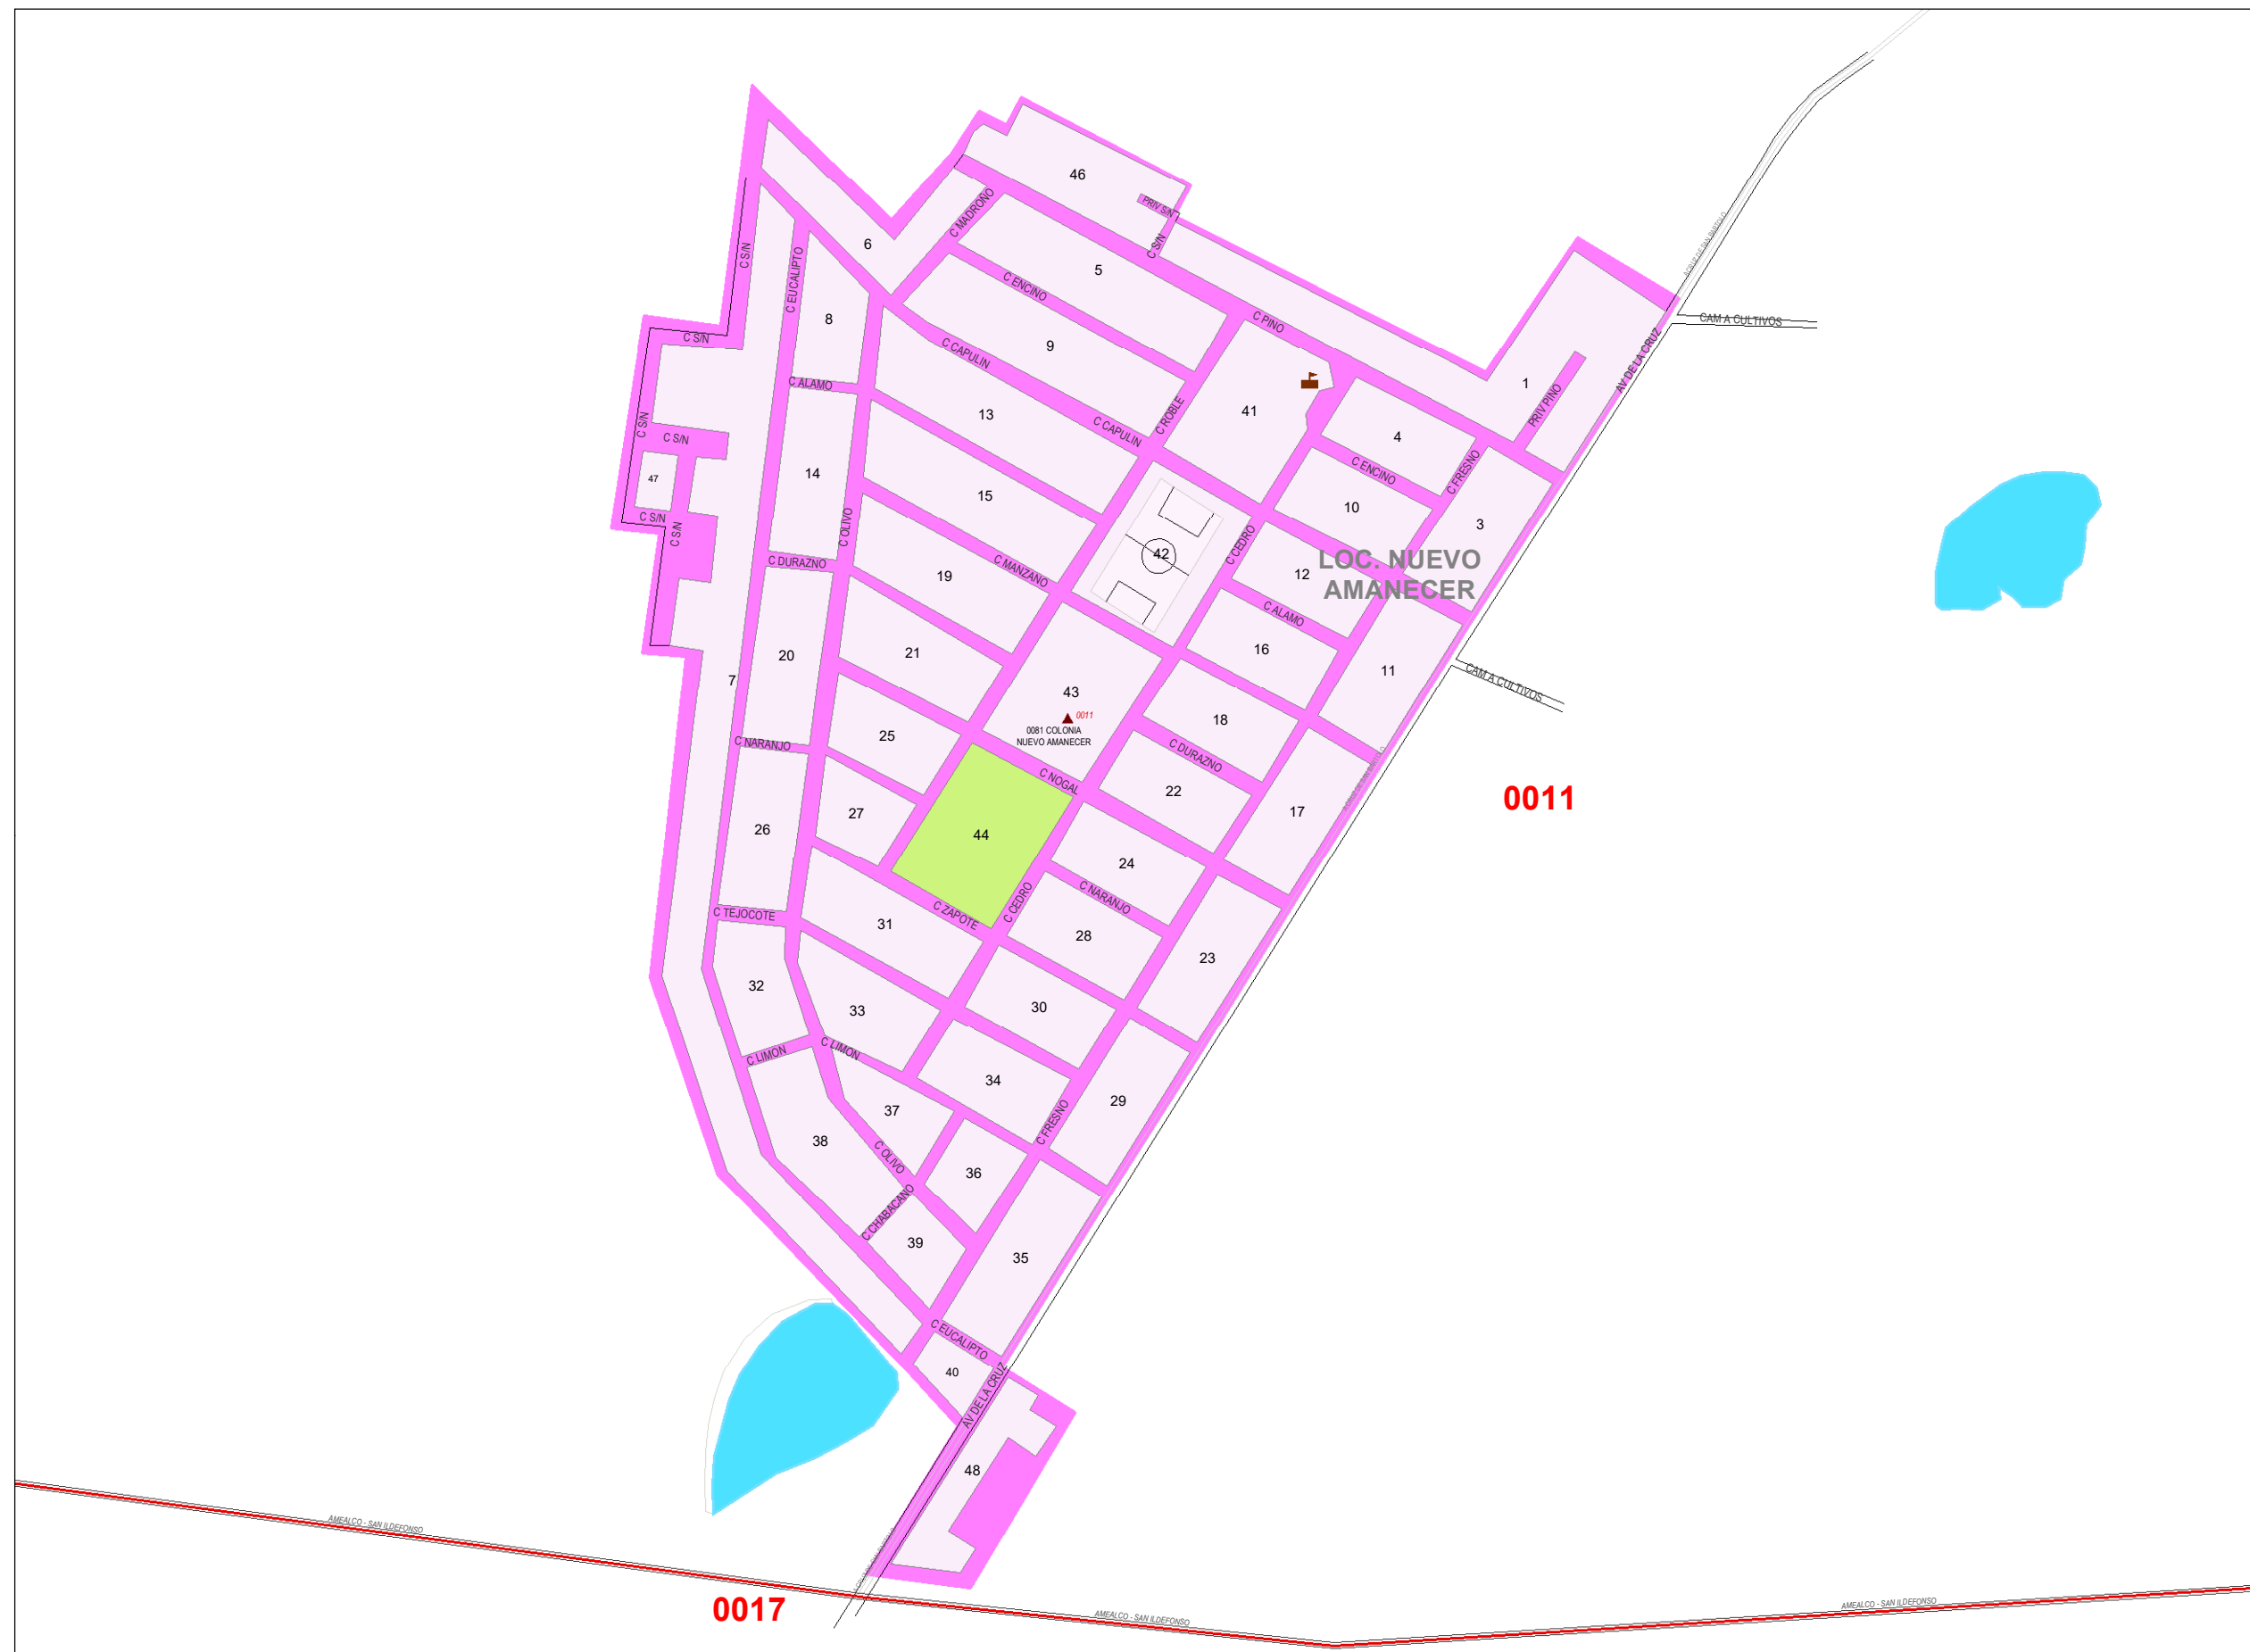 46
PRIV S/N
C MADROÑO
C S/N
6
C S/N
C EUCALIPTO
5
C ENCINO
8
C PINO
CAM A CULTIVOS
C S/N
9
C CAPULIN
AV DE LA CRUZ
1
C ALAMO
PRIV PINO
13
C ROBLE
41
C CAPULIN
4
C S/N
C S/N
C ENCINO
C FRESNO
14
47
15
10
3
C S/N
C S/N
C OLIVO
C CEDRO
42
LOC. NUEVO
AMANECER
C DURAZNO
C MANZANO
19
12
C ALAMO
20
21
16
7
11
CAM A CULTIVOS
43
0011
0081 COLONIA
NUEVO AMANECER
18
25
C NARANJO
C DURAZNO
C NOGAL
22
0011
27
17
26
44
24
C NARANJO
C CEDRO
C TEJOCOTE
C ZAPOTE
31
28
23
32
33
30
C LIMON
C LIMON
34
37
29
38
C FRESNO
C OLIVO
36
C CHABACANO
39
35
C EUCALIPTO
40
AV DE LA CRUZ
48
AMEALCO - SAN ILDEFONSO
0017
AMEALCO - SAN ILDEFONSO
AMEALCO - SAN ILDEFONSO